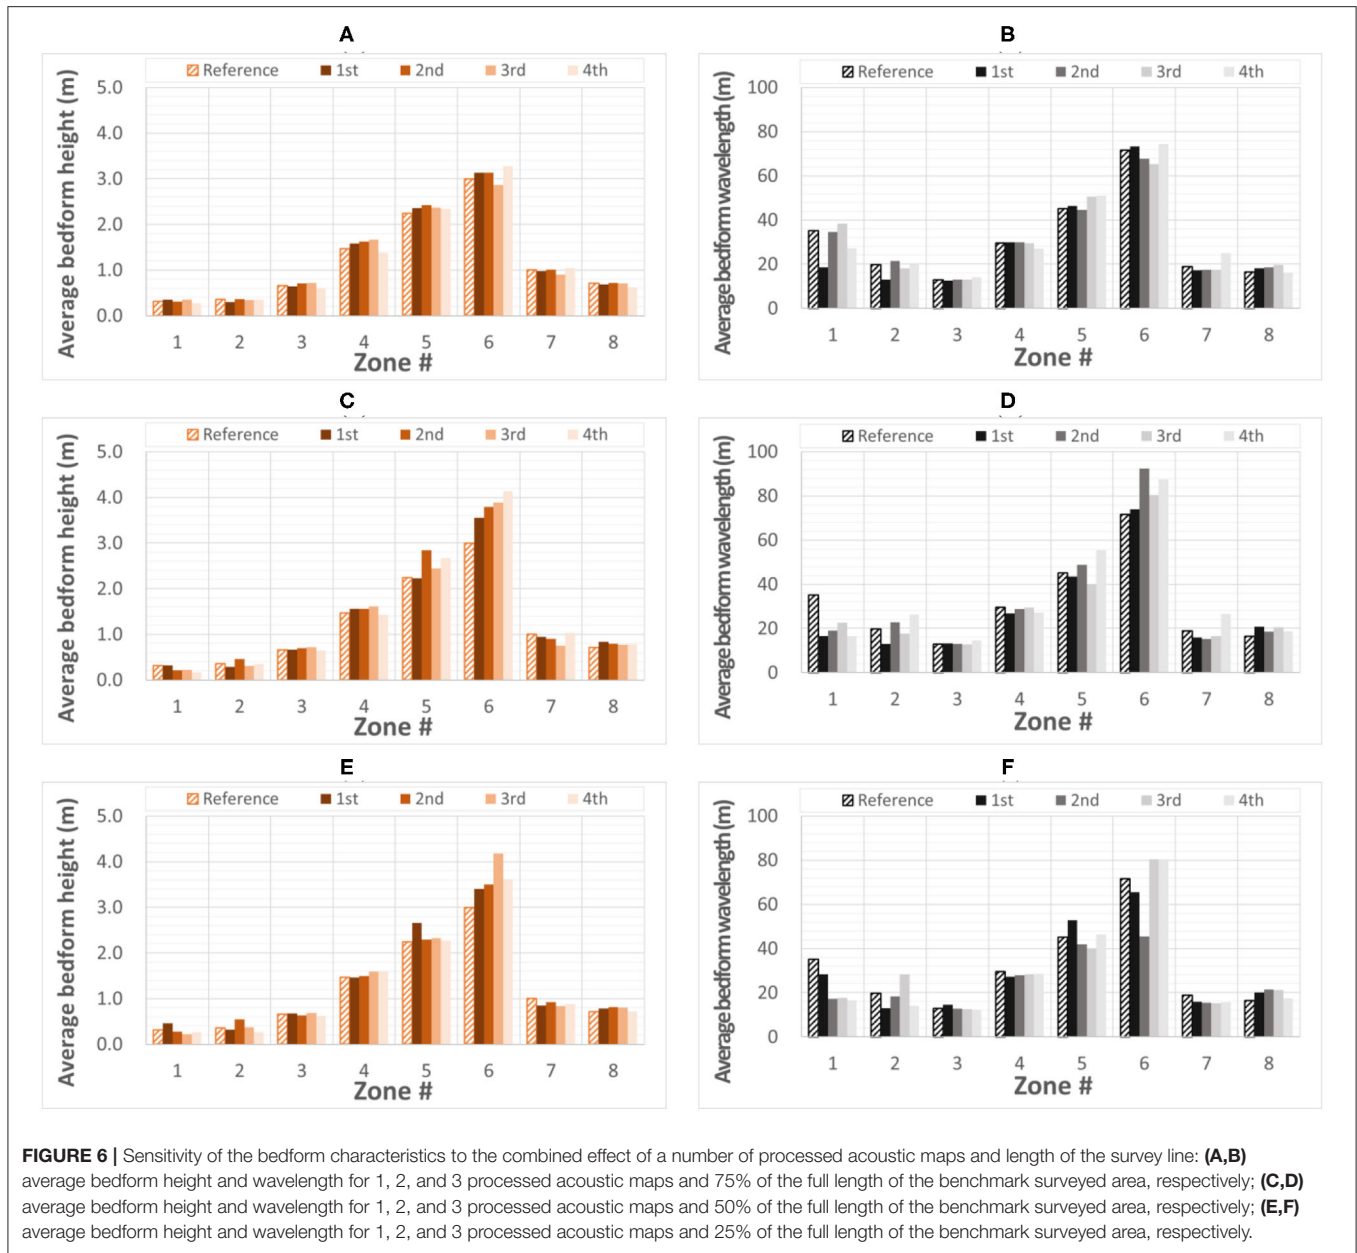 A
Reference 1st 2nd 3rd 4th
Average bedform height (m)
5.0
4.0
3.0
2.0
1.0
0.0
1 2 3 4 5 6 7 8
Zone #
B
Reference 1st 2nd 3rd 4th
Average bedform wavelength (m)
100
80
60
40
20
0
1 2 3 4 5 6 7 8
Zone #
C
Reference 1st 2nd 3rd 4th
Average bedform height (m)
5.0
4.0
3.0
2.0
1.0
0.0
1 2 3 4 5 6 7 8
Zone #
D
Reference 1st 2nd 3rd 4th
Average bedform wavelength (m)
100
80
60
40
20
0
1 2 3 4 5 6 7 8
Zone #
E
Reference 1st 2nd 3rd 4th
Average bedform height (m)
5.0
4.0
3.0
2.0
1.0
0.0
1 2 3 4 5 6 7 8
Zone #
F
Reference 1st 2nd 3rd 4th
Average bedform wavelength (m)
100
80
60
40
20
0
1 2 3 4 5 6 7 8
Zone #
FIGURE 6 | Sensitivity of the bedform characteristics to the combined effect of a number of processed acoustic maps and length of the survey line: (A,B)
average bedform height and wavelength for 1, 2, and 3 processed acoustic maps and 75% of the full length of the benchmark surveyed area, respectively; (C,D)
average bedform height and wavelength for 1, 2, and 3 processed acoustic maps and 50% of the full length of the benchmark surveyed area, respectively; (E,F)
average bedform height and wavelength for 1, 2, and 3 processed acoustic maps and 25% of the full length of the benchmark surveyed area, respectively.